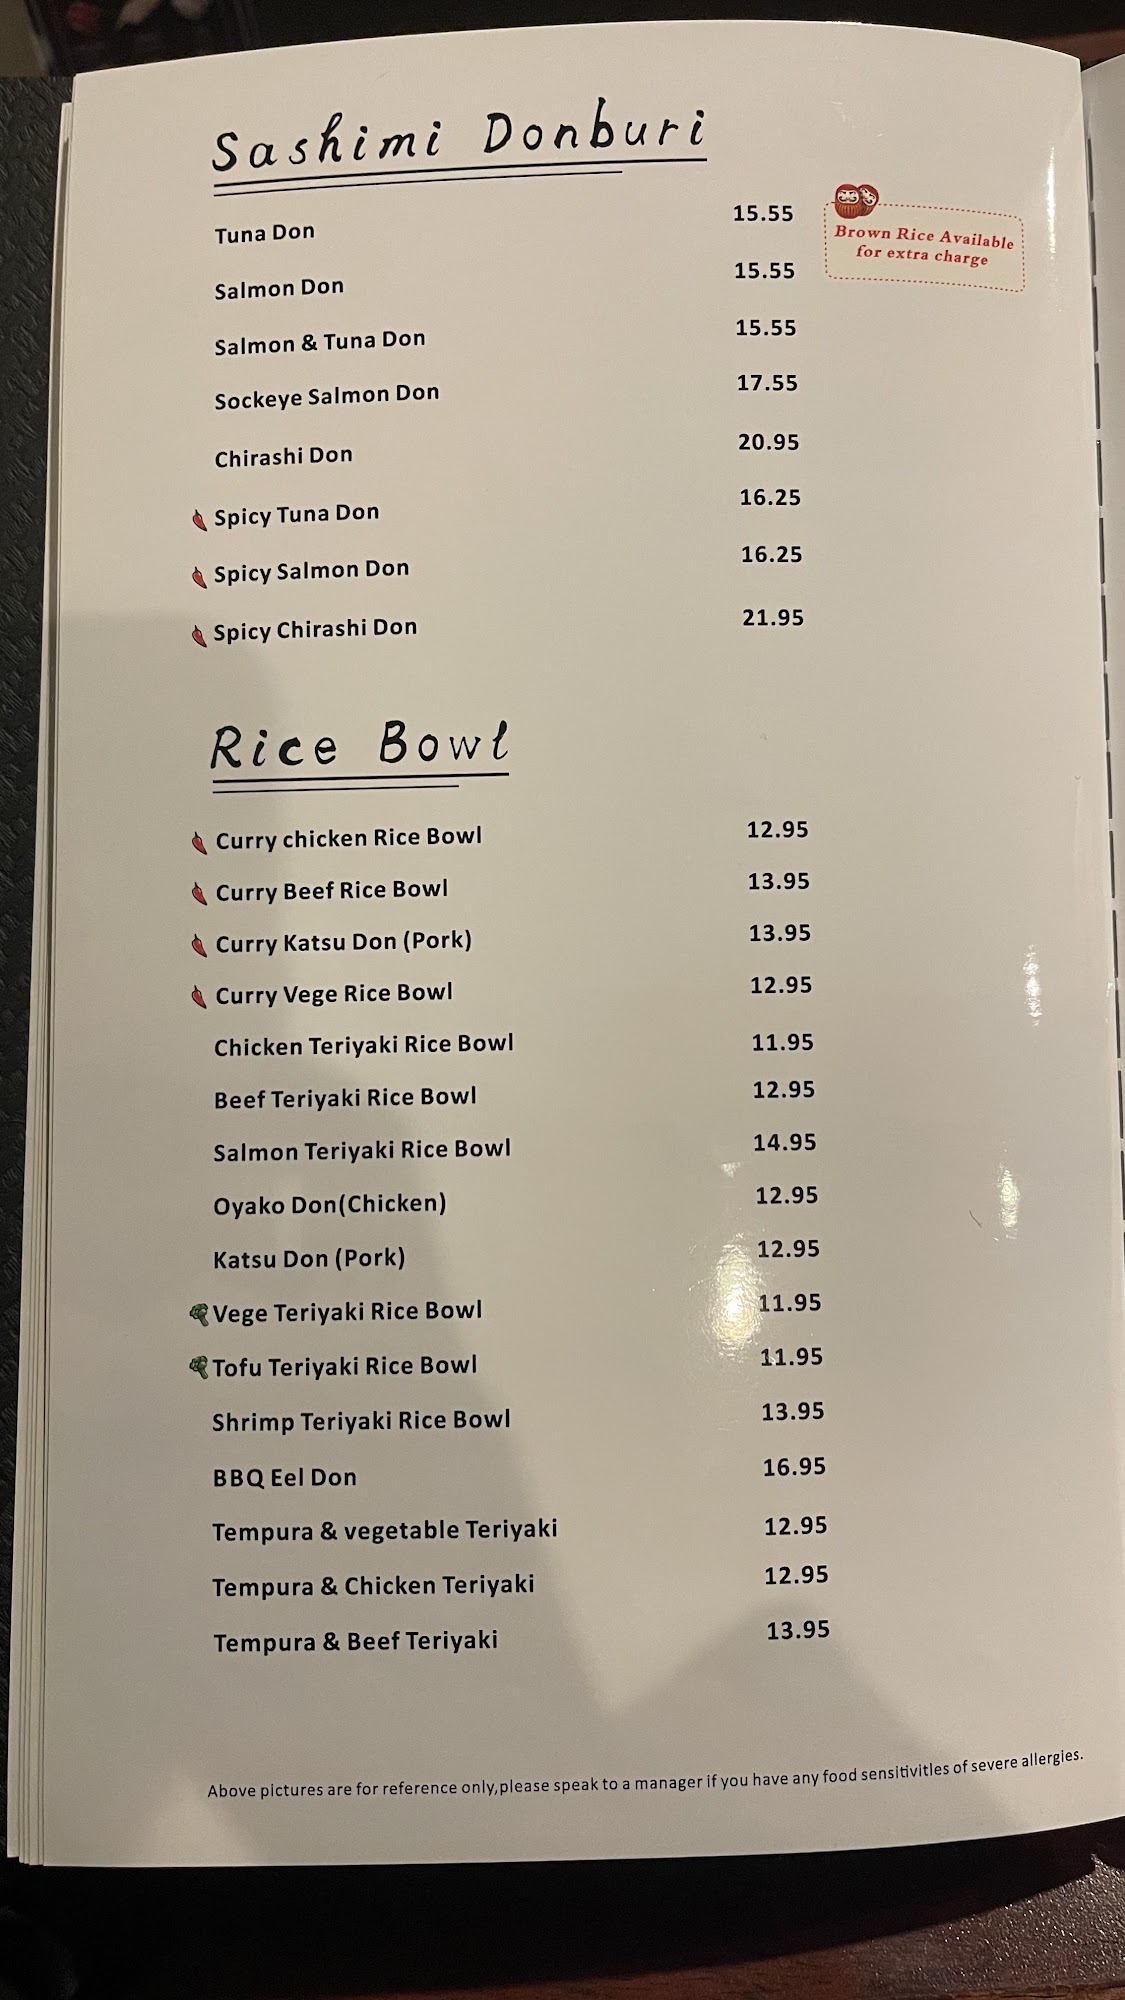 Sashimi Donburi
Tuna Don 15.55
Brown Rice Available
for extra charge
Salmon Don 15.55
Salmon & Tuna Don 15.55
Sockeye Salmon Don 17.55
Chirashi Don 20.95
Spicy Tuna Don 16.25
Spicy Salmon Don 16.25
Spicy Chirashi Don 21.95
Rice Bowl
Curry chicken Rice Bowl 12.95
Curry Beef Rice Bowl 13.95
Curry Katsu Don (Pork) 13.95
Curry Vege Rice Bowl 12.95
Chicken Teriyaki Rice Bowl 11.95
Beef Teriyaki Rice Bowl 12.95
Salmon Teriyaki Rice Bowl 14.95
Oyako Don(Chicken) 12.95
Katsu Don (Pork) 12.95
Vege Teriyaki Rice Bowl 11.95
Tofu Teriyaki Rice Bowl 11.95
Shrimp Teriyaki Rice Bowl 13.95
BBQ Eel Don 16.95
Tempura & vegetable Teriyaki 12.95
Tempura & Chicken Teriyaki 12.95
Tempura & Beef Teriyaki 13.95
Above pictures are for reference only,please speak to a manager if you have any food sensitivities of severe allergies.